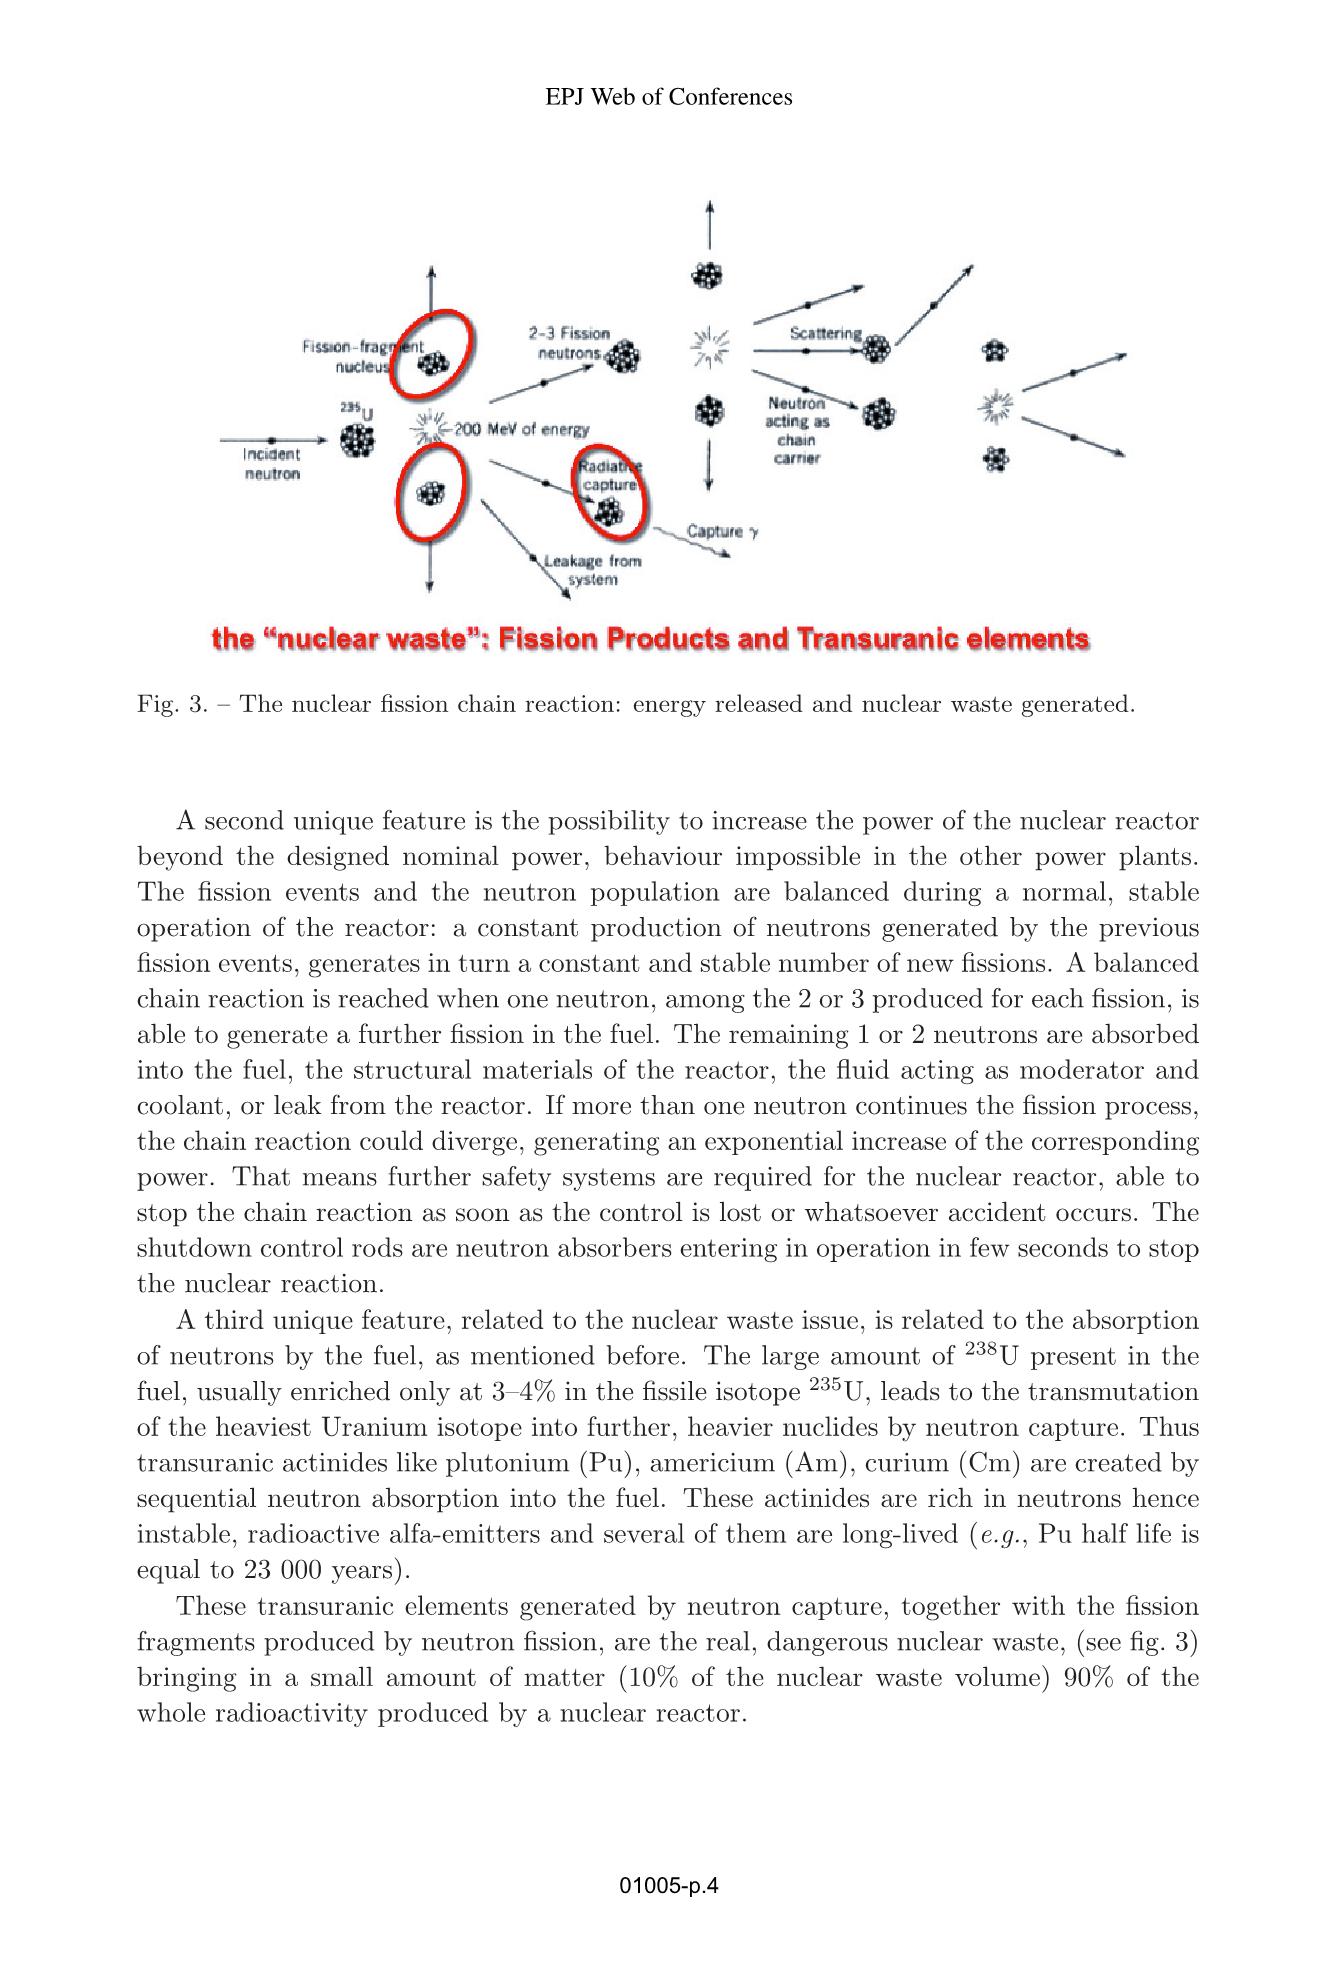 EPJ Web of Conferences
Fission-fragment
nucleus
2-3 Fission
neutrons
Scattering
235U
200 MeV of energy
Neutron
acting as
chain
carrier
Incident
neutron
Radiative
capture
Capture γ
Leakage from
system
the “nuclear waste”: Fission Products and Transuranic elements
Fig. 3. – The nuclear fission chain reaction: energy released and nuclear waste generated.
A second unique feature is the possibility to increase the power of the nuclear reactor
beyond the designed nominal power, behaviour impossible in the other power plants.
The fission events and the neutron population are balanced during a normal, stable
operation of the reactor: a constant production of neutrons generated by the previous
fission events, generates in turn a constant and stable number of new fissions. A balanced
chain reaction is reached when one neutron, among the 2 or 3 produced for each fission, is
able to generate a further fission in the fuel. The remaining 1 or 2 neutrons are absorbed
into the fuel, the structural materials of the reactor, the fluid acting as moderator and
coolant, or leak from the reactor. If more than one neutron continues the fission process,
the chain reaction could diverge, generating an exponential increase of the corresponding
power. That means further safety systems are required for the nuclear reactor, able to
stop the chain reaction as soon as the control is lost or whatsoever accident occurs. The
shutdown control rods are neutron absorbers entering in operation in few seconds to stop
the nuclear reaction.
A third unique feature, related to the nuclear waste issue, is related to the absorption
of neutrons by the fuel, as mentioned before. The large amount of 238U present in the
fuel, usually enriched only at 3–4% in the fissile isotope 235U, leads to the transmutation
of the heaviest Uranium isotope into further, heavier nuclides by neutron capture. Thus
transuranic actinides like plutonium (Pu), americium (Am), curium (Cm) are created by
sequential neutron absorption into the fuel. These actinides are rich in neutrons hence
instable, radioactive alfa-emitters and several of them are long-lived (e.g., Pu half life is
equal to 23 000 years).
These transuranic elements generated by neutron capture, together with the fission
fragments produced by neutron fission, are the real, dangerous nuclear waste, (see fig. 3)
bringing in a small amount of matter (10% of the nuclear waste volume) 90% of the
whole radioactivity produced by a nuclear reactor.
01005-p.4